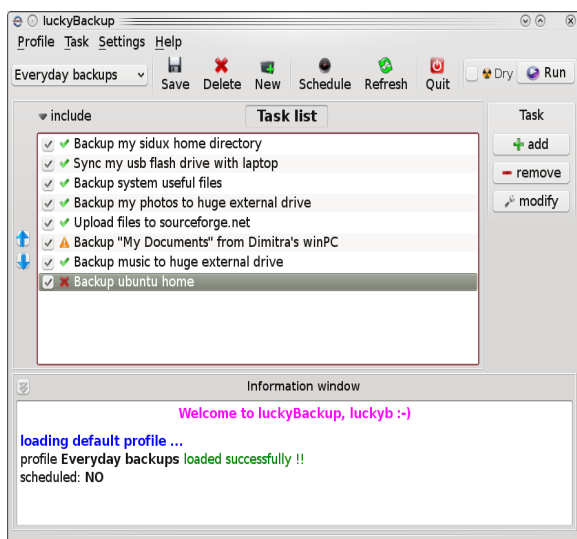 luckyBackup
Profile Task Settings Help
Everyday backups Save Delete New Schedule Refresh Quit Dry Run
include Task list Task
Backup my sidux home directory
Sync my usb flash drive with laptop
Backup system useful files
Backup my photos to huge external drive
Upload files to sourceforge.net
Backup "My Documents" from Dimitra's winPC
Backup music to huge external drive
Backup ubuntu home
add
remove
modify
Information window
Welcome to luckyBackup, luckyb :-)
loading default profile ...
profile Everyday backups loaded successfully !!
scheduled: NO